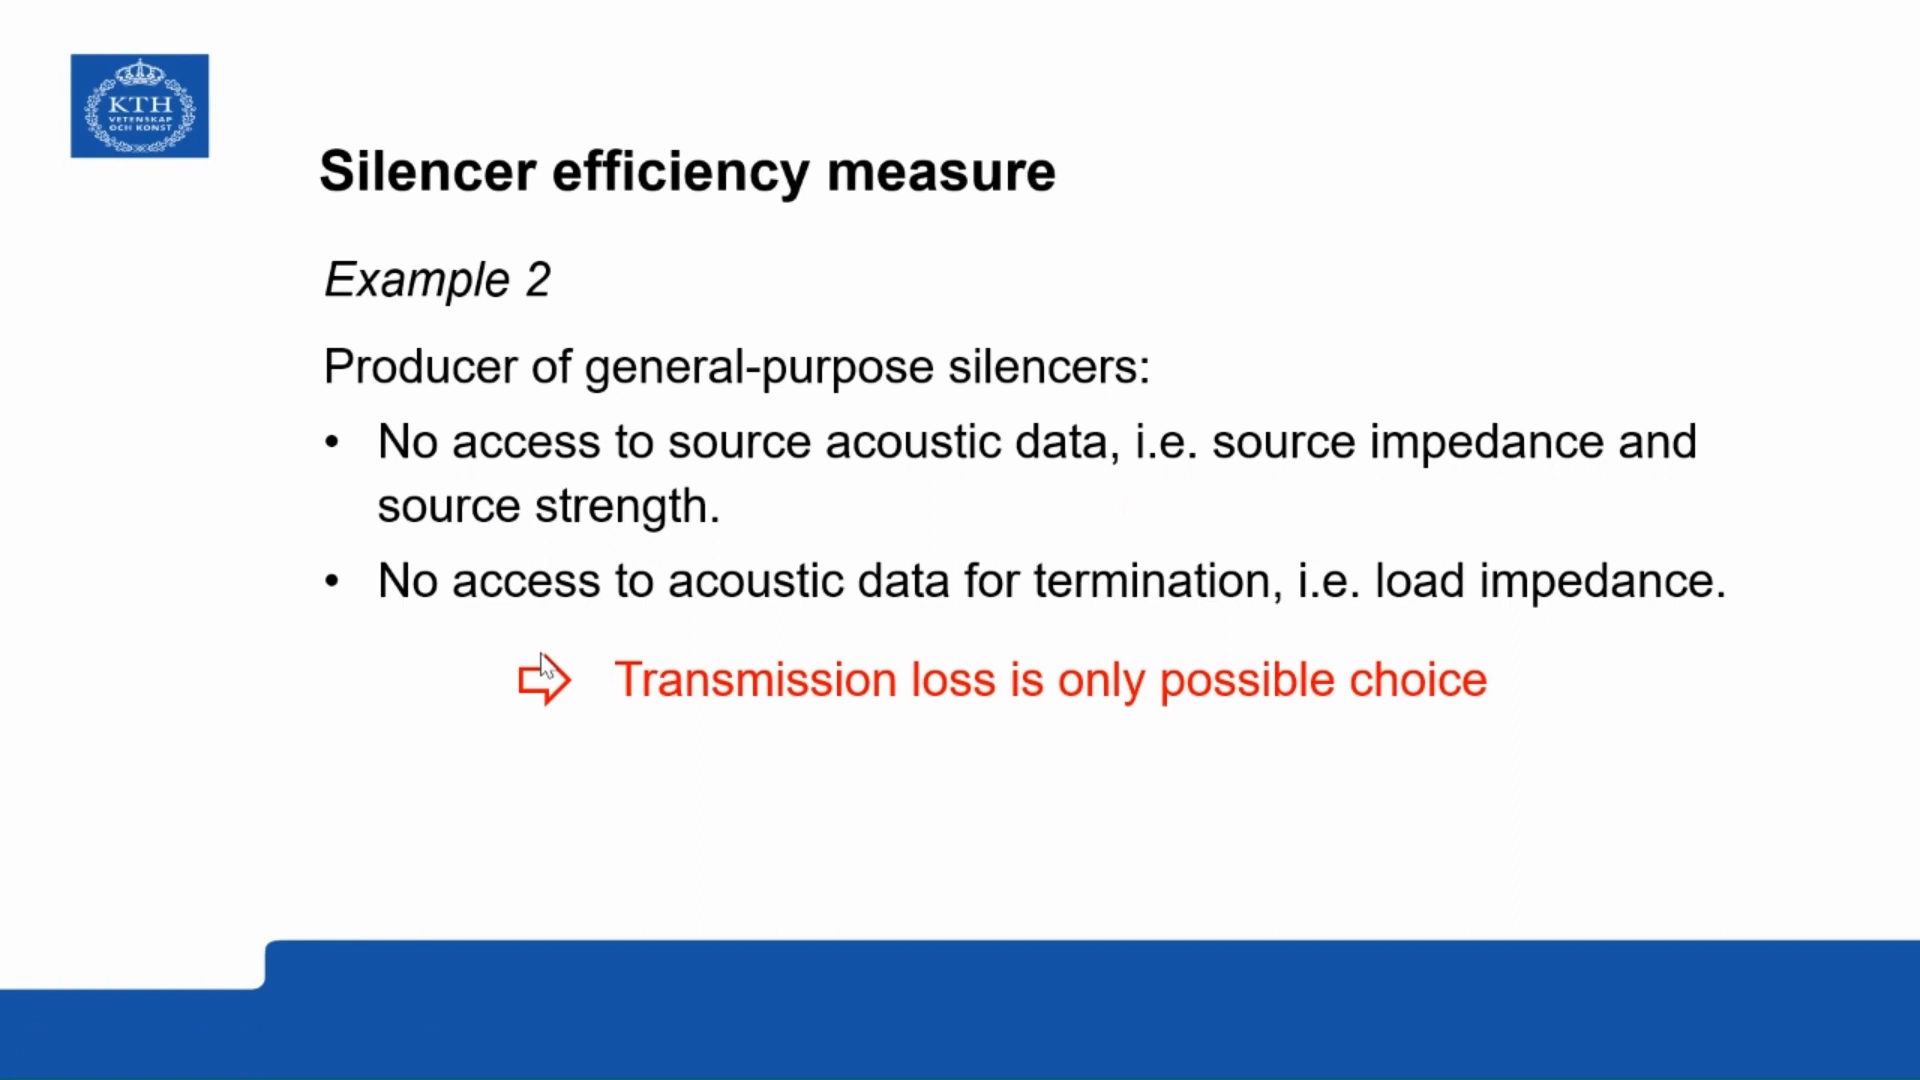 KTH
VETENSKAP
OCH KONST
Silencer efficiency measure
Example 2
Producer of general-purpose silencers:
• No access to source acoustic data, i.e. source impedance and
source strength.
• No access to acoustic data for termination, i.e. load impedance.
Transmission loss is only possible choice